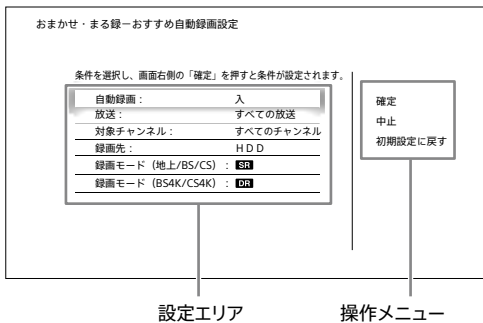 おまかせ・まる録－おすすめ自動録画設定
条件を選択し、画面右側の「確定」を押すと条件が設定されます。
自動録画： 入
放送： すべての放送
対象チャンネル： すべてのチャンネル
録画先： HDD
録画モード（地上/BS/CS）： SR
録画モード（BS4K/CS4K）： DR
確定
中止
初期設定に戻す
設定エリア
操作メニュー